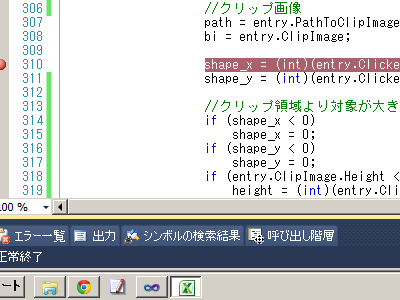 306 //クリップ画像
307 path = entry.PathToClipImage
308 bi = entry.ClipImage;
309
310 shape_x = (int)(entry.Clicke
311 shape_y = (int)(entry.Clicke
312
313 //クリップ領域より対象が大き
314 if (shape_x < 0)
315 shape_x = 0;
316 if (shape_y < 0)
317 shape_y = 0;
318 if (entry.ClipImage.Height <
319 height = (int)(entry.Cli
.00 %
エラー一覧 出力 シンボルの検索結果 呼び出し階層
正常終了
ート